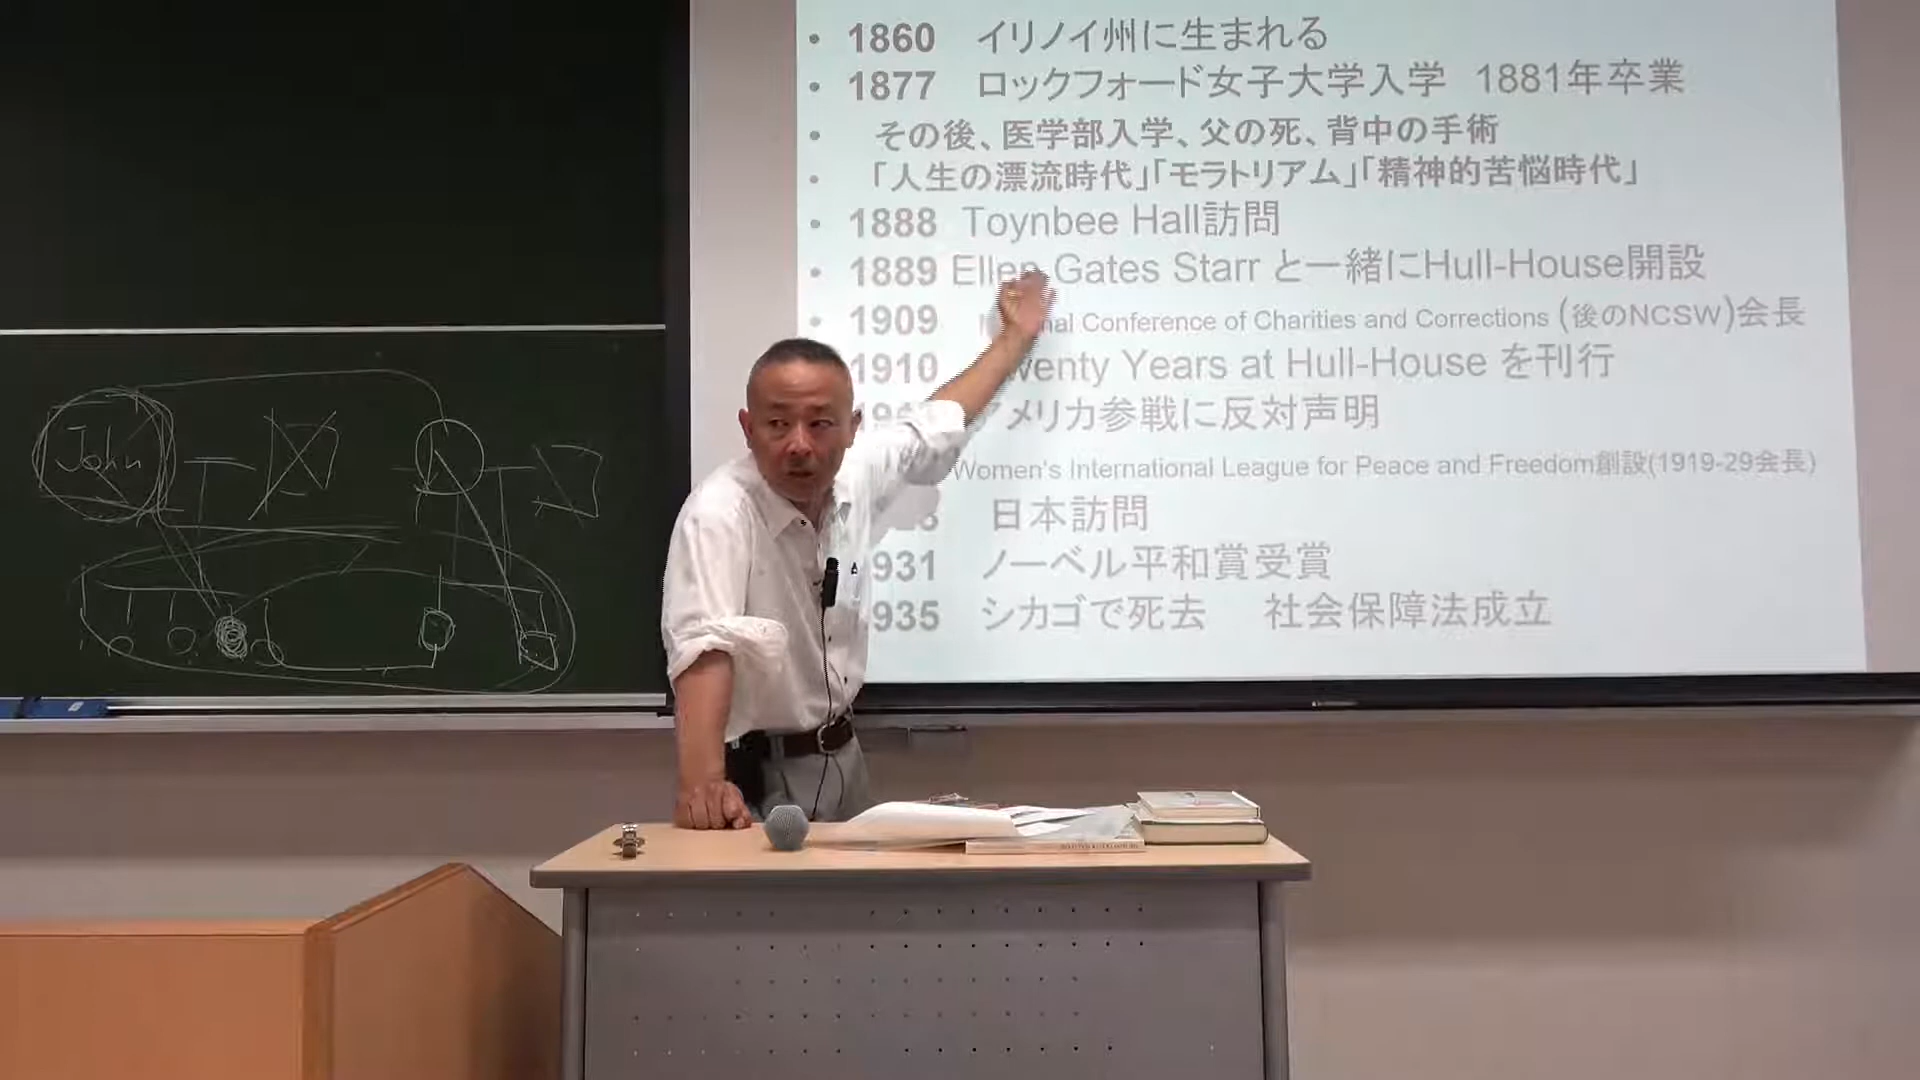 John
• 1860 イリノイ州に生まれる
• 1877 ロックフォード女子大学入学 1881年卒業
• その後、医学部入学、父の死、背中の手術
• 「人生の漂流時代」「モラトリアム」「精神的苦悩時代」
• 1888 Toynbee Hall訪問
• 1889 Ellen Gates Starr と一緒にHull-House開設
• 1909 nal Conference of Charities and Corrections (後のNCSW)会長
1910 wenty Years at Hull-House を刊行
アメリカ参戦に反対声明
Women's International League for Peace and Freedom創設(1919-29会長)
日本訪問
931 ノーベル平和賞受賞
935 シカゴで死去 社会保障法成立